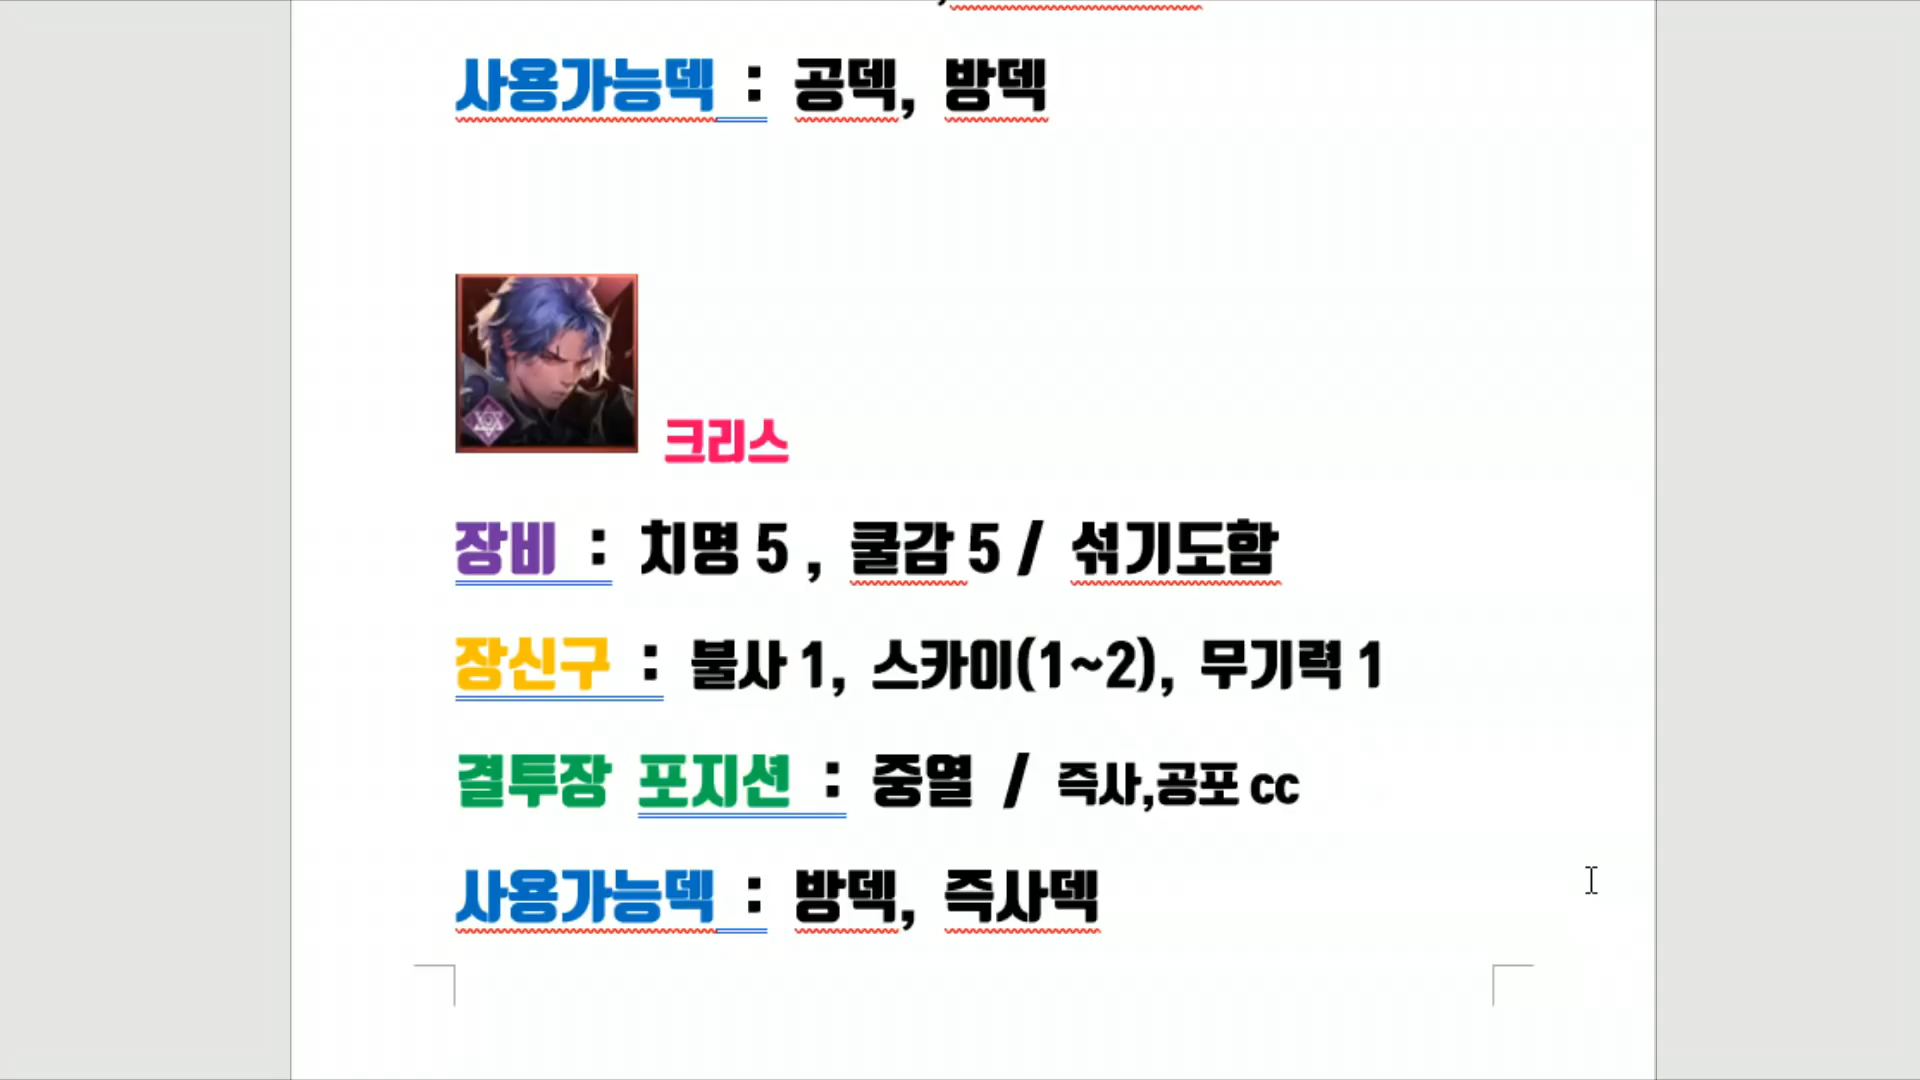 사용가능덱 : 공덱, 방덱
크리스
장비 : 치명 5 , 쿨감 5 / 섞기도함
장신구 : 불사 1, 스카이(1~2), 무기력 1
결투장 포지션 : 중열 / 즉사,공포 cc
사용가능덱 : 방덱, 즉사덱